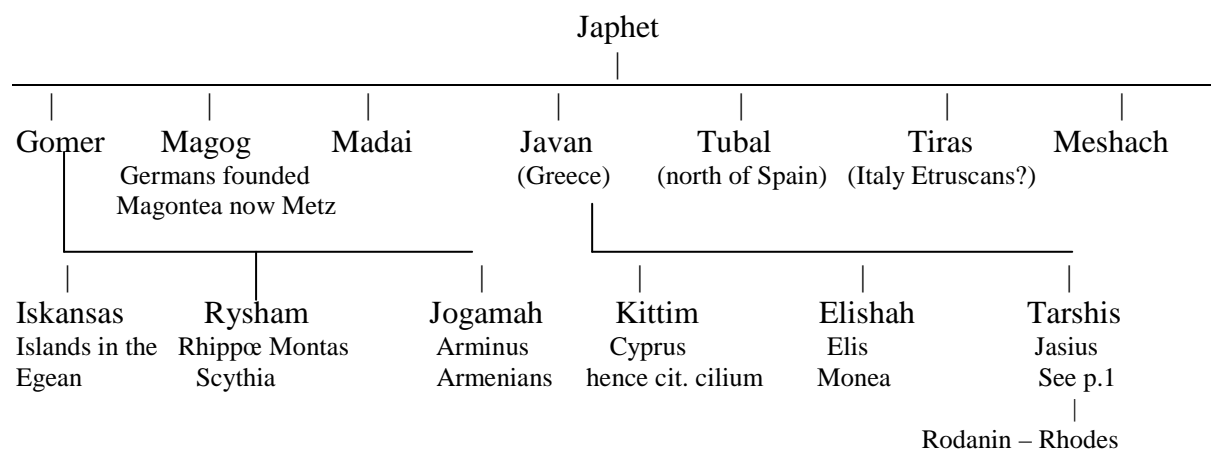 Japhet
Gomer Magog Madai Javan Tubal Tiras Meshach
Germans founded (Greece) (north of Spain) (Italy Etruscans?)
Magontea now Metz
Iskansas Rysham Jogamah Kittim Elishah Tarshis
Islands in the Rhippœ Montas Arminus Cyprus Elis Jasius
Egean Scythia Armenians hence cit. cilium Monea See p.1
Rodanin – Rhodes